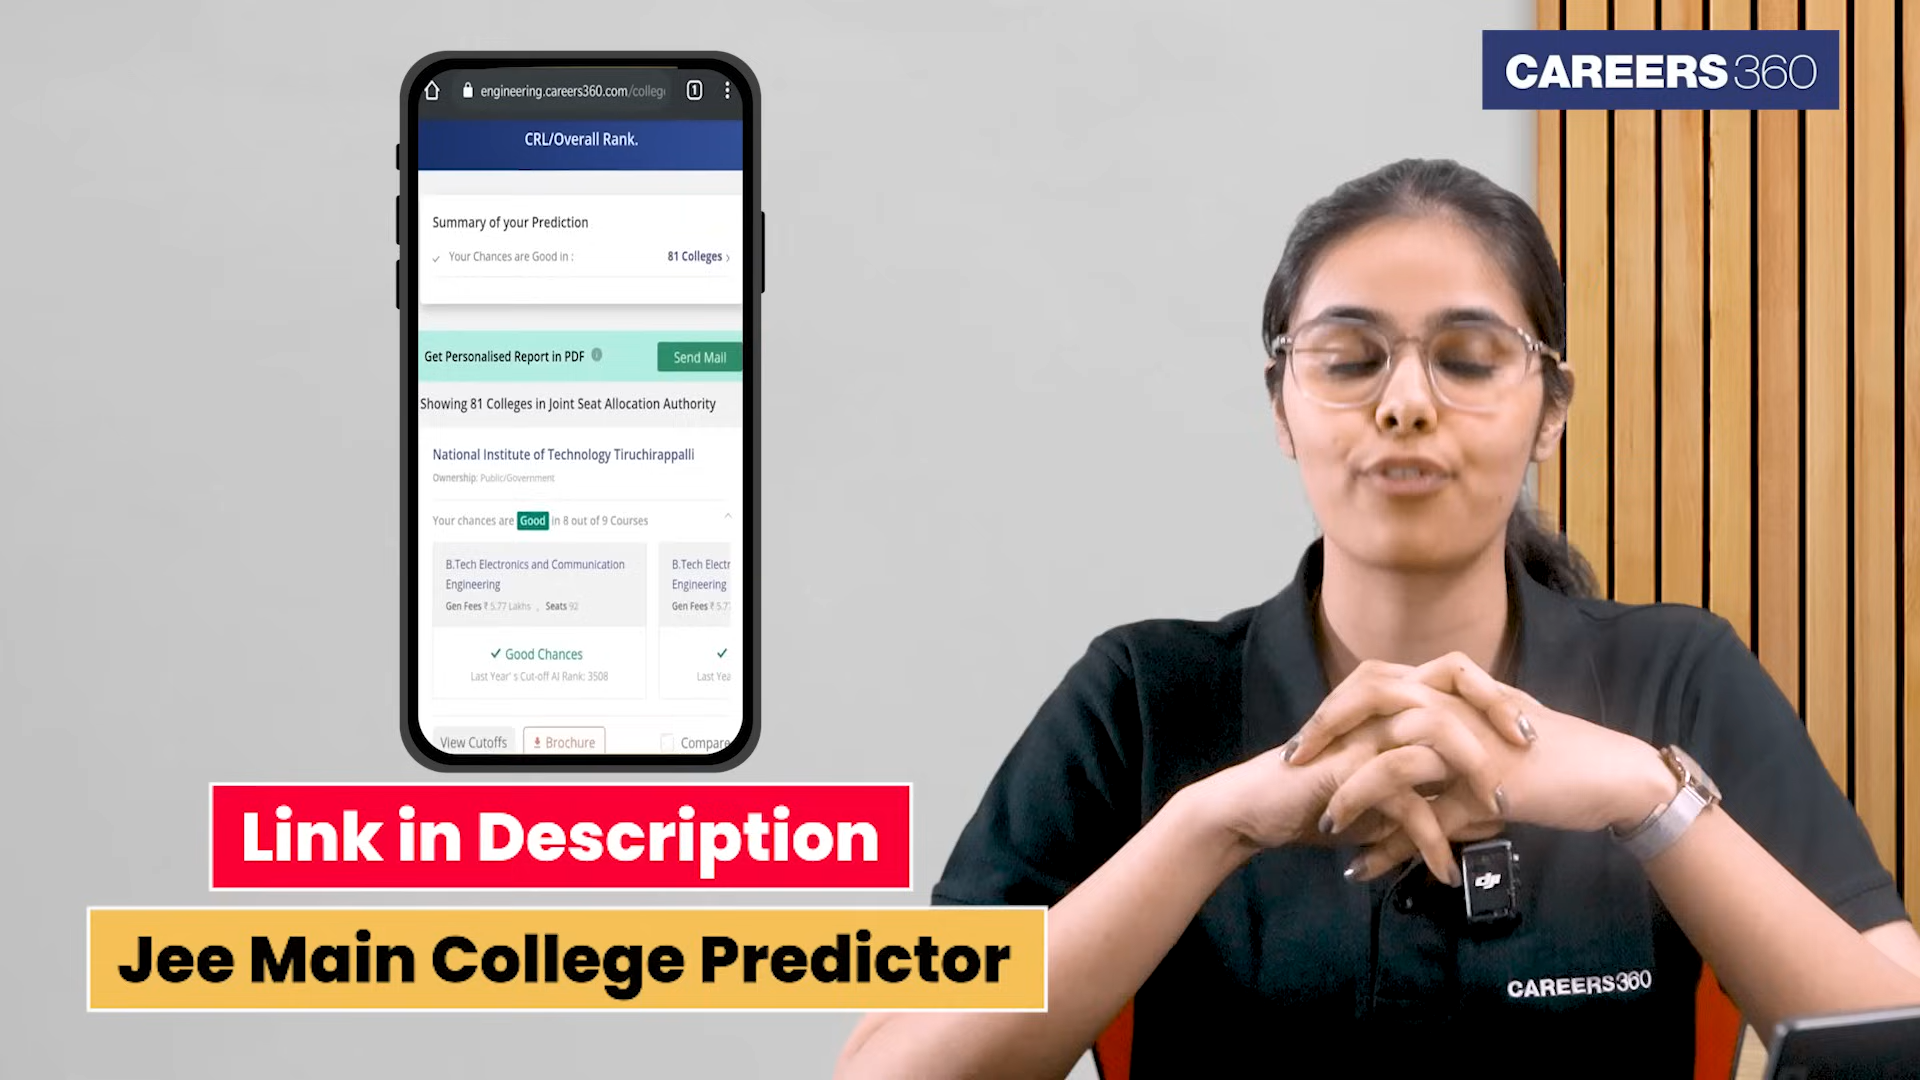 CAREERS360
engineering.careers360.com/colleg
1
CRL/Overall Rank.
Summary of your Prediction
Your Chances are Good in :
81 Colleges
Get Personalised Report in PDF
Send Mail
Showing 81 Colleges in Joint Seat Allocation Authority
National Institute of Technology Tiruchirappalli
Ownership: Public/Government
Your chances are Good in 8 out of 9 Courses
B.Tech Electronics and Communication
Engineering
Gen Fees ₹ 5.77 Lakhs , Seats 92
Good Chances
Last Year' s Cut-off AI Rank: 3508
B.Tech Electr
Engineering
Gen Fees ₹ 5.7
Last Yea
View Cutoffs
Brochure
Compare
Link in Description
Jee Main College Predictor
dji
CAREERS360